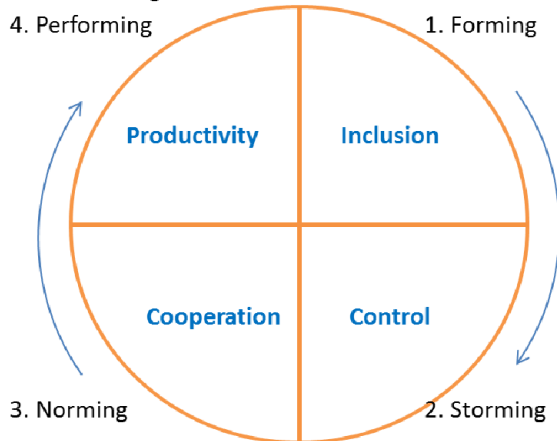 4. Performing
1. Forming
Productivity
Inclusion
Cooperation
Control
3. Norming
2. Storming